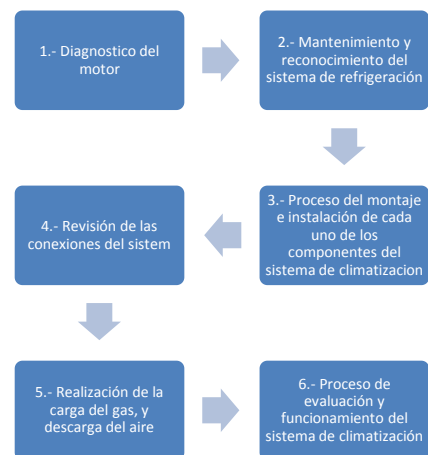 1.- Diagnostico del
motor
2.- Mantenimiento y
reconocimiento del
sistema de refrigeración
3.- Proceso del montaje
e instalación de cada
uno de los
componentes del
sistema de climatizacion
4.- Revisión de las
conexiones del sistem
5.- Realización de la
carga del gas, y
descarga del aire
6.- Proceso de
evaluación y
funcionamiento del
sistema de climatización